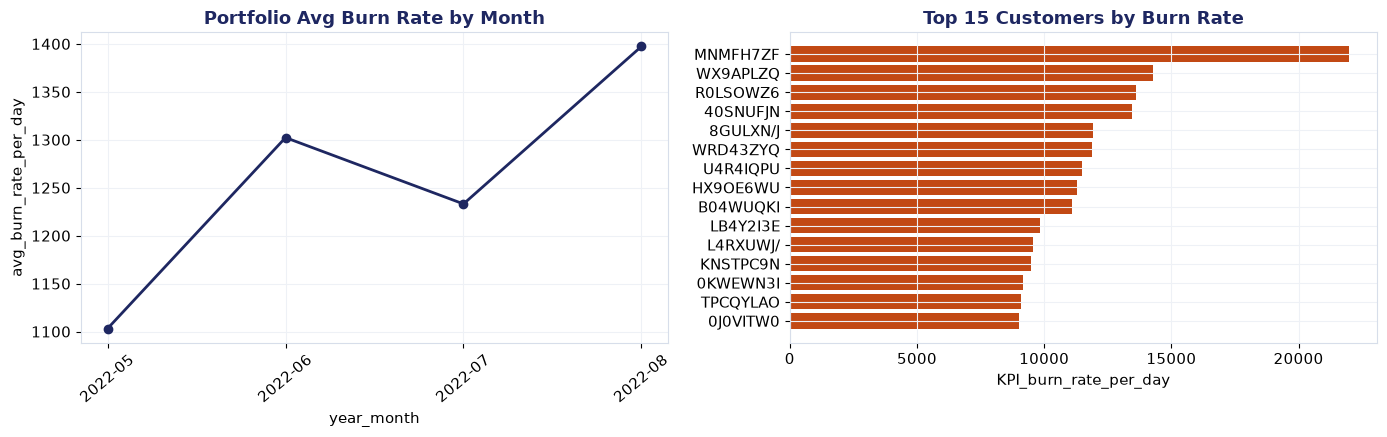 Portfolio Avg Burn Rate by Month
avg_burn_rate_per_day
1400
1350
1300
1250
1200
1150
1100
2022-05
2022-06
2022-07
2022-08
year_month
Top 15 Customers by Burn Rate
MNMFH7ZF
WX9APLZQ
R0LSOWZ6
40SNUFJN
8GULXN/J
WRD43ZYQ
U4R4IQPU
HX9OE6WU
B04WUQKI
LB4Y2I3E
L4RXUWJ/
KNSTPC9N
0KWEWN3I
TPCQYLAO
0J0VITW0
0
5000
10000
15000
20000
KPI_burn_rate_per_day